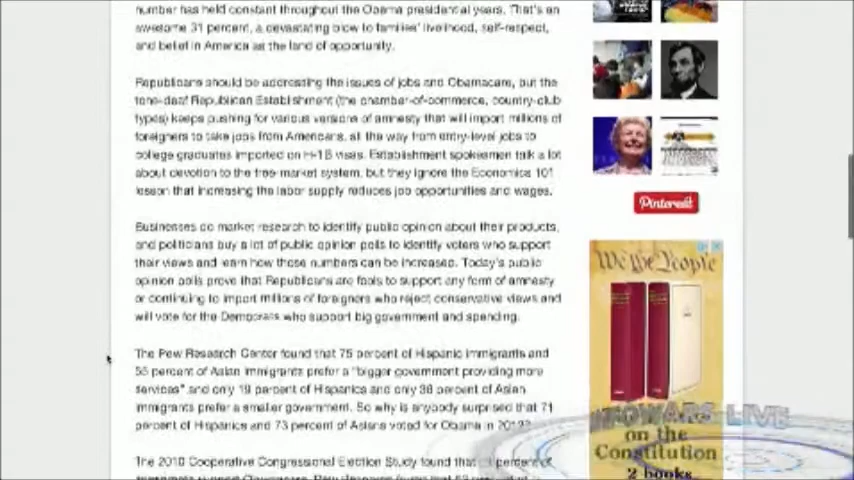 number has held constant throughout the Obama presidential years. That's an
awesome 31 percent, a devastating blow to families' livelihood, self-respect,
and belief in America as the land of opportunity.
Republicans should be addressing the issues of jobs and Obamacare, but the
tone-deaf Republican Establishment (the chamber-of-commerce, country-club
types) keeps pushing for various versions of amnesty that will import millions of
foreigners to take jobs from Americans, all the way from entry-level jobs to
college graduates imported on H-1B visas. Establishment spokesmen talk a lot
about devotion to the free-market system, but they ignore the Economics 101
lesson that increasing the labor supply reduces job opportunities and wages.
Businesses do market research to identify public opinion about their products,
and politicians buy a lot of public opinion polls to identify voters who support
their views and learn how those numbers can be increased. Today's public
opinion polls prove that Republicans are fools to support any form of amnesty
or continuing to import millions of foreigners who reject conservative views and
will vote for the Democrats who support big government and spending.
The Pew Research Center found that 75 percent of Hispanic immigrants and
55 percent of Asian immigrants prefer a "bigger government providing more
services" and only 19 percent of Hispanics and only 36 percent of Asian
immigrants prefer a smaller government. So why is anybody surprised that 71
percent of Hispanics and 73 percent of Asians voted for Obama in 2012?
The 2010 Cooperative Congressional Election Study found that percent of
Pinterest
We the People
on the
Constitution
2 books
INFOWARS LIVE